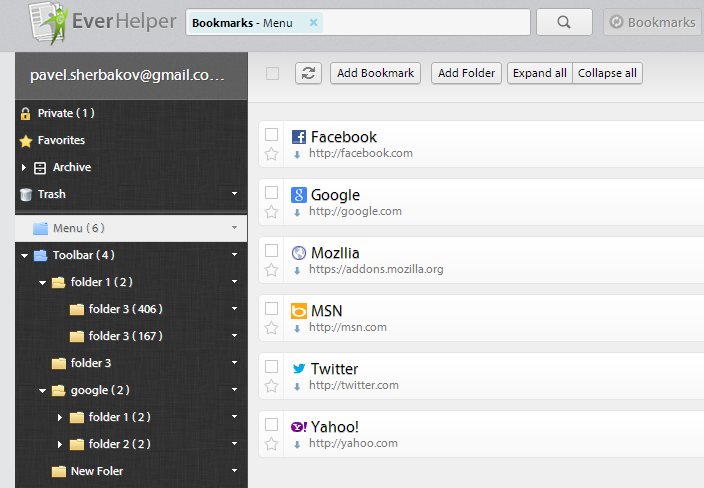 EverHelper
Bookmarks - Menu ×
Bookmarks
pavel.sherbakov@gmail.co...
Add Bookmark Add Folder Expand all Collapse all
Private ( 1 )
Favorites
Archive
Trash
Menu ( 6 )
Toolbar ( 4 )
folder 1 ( 2 )
folder 3 ( 406 )
folder 3 ( 167 )
folder 3
google ( 2 )
folder 1 ( 2 )
folder 2 ( 2 )
New Foler
Facebook
http://facebook.com
Google
http://google.com
Mozllia
https://addons.mozilla.org
MSN
http://msn.com
Twitter
http://twitter.com
Yahoo!
http://yahoo.com